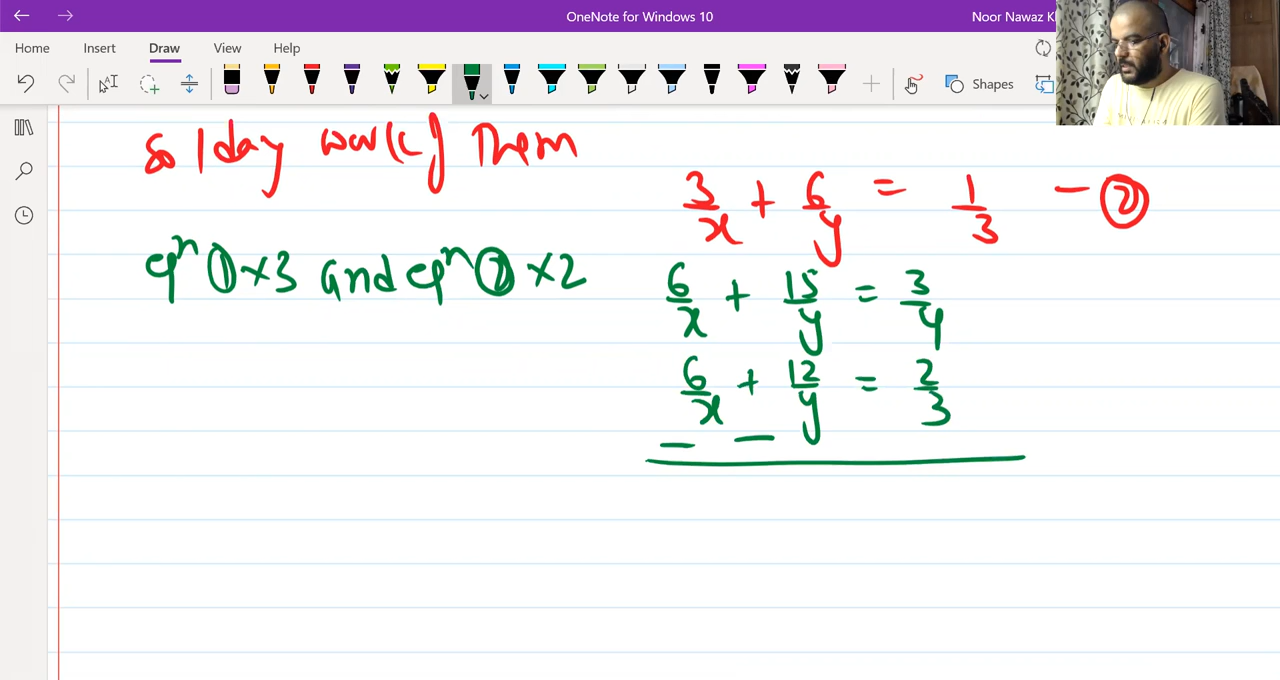 OneNote for Windows 10
Noor Nawaz K
Home Insert Draw View Help
Shapes
So 1 day work of Them
3/x + 6/y = 1/3 - ②
eqⁿ ① × 3 and eqⁿ ② × 2
6/x + 15/y = 3/4
6/x + 12/y = 2/3
— —